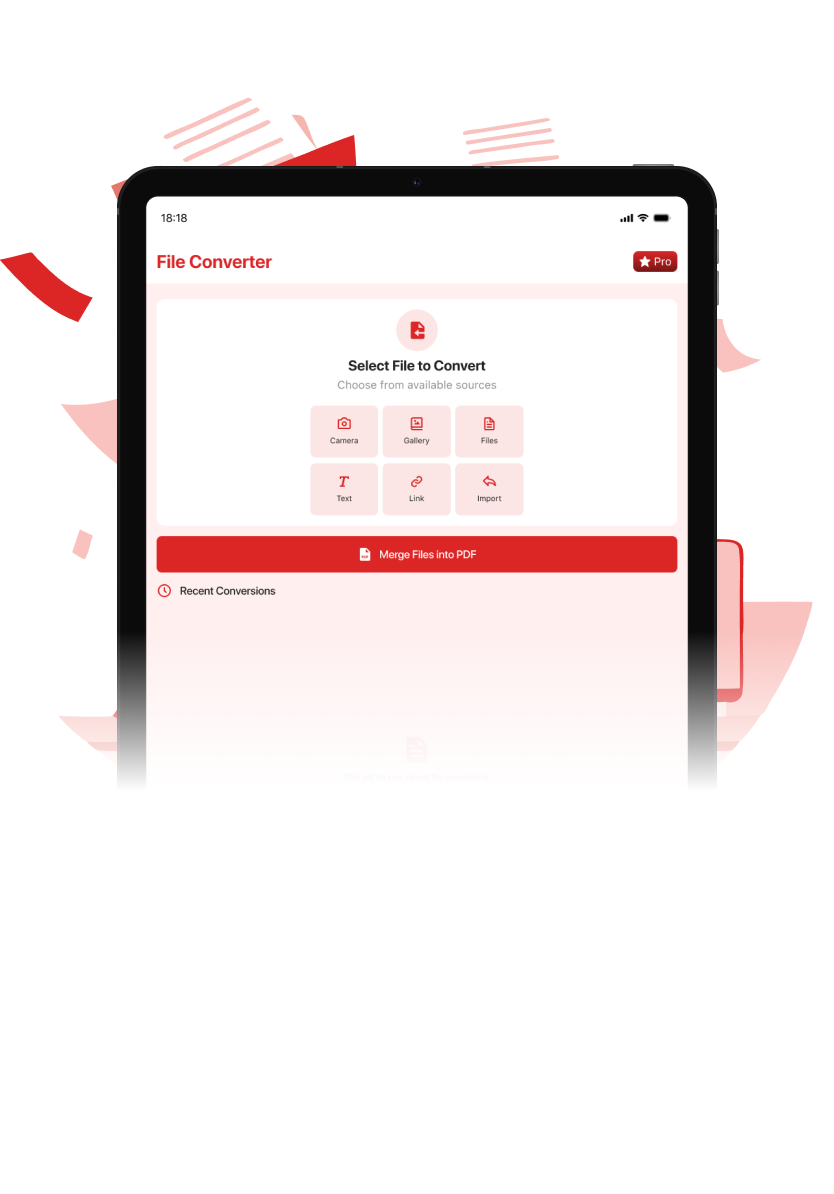 18:18
File Converter
Pro
Select File to Convert
Choose from available sources
Camera Gallery Files
Text Link Import
Merge Files into PDF
Recent Conversions